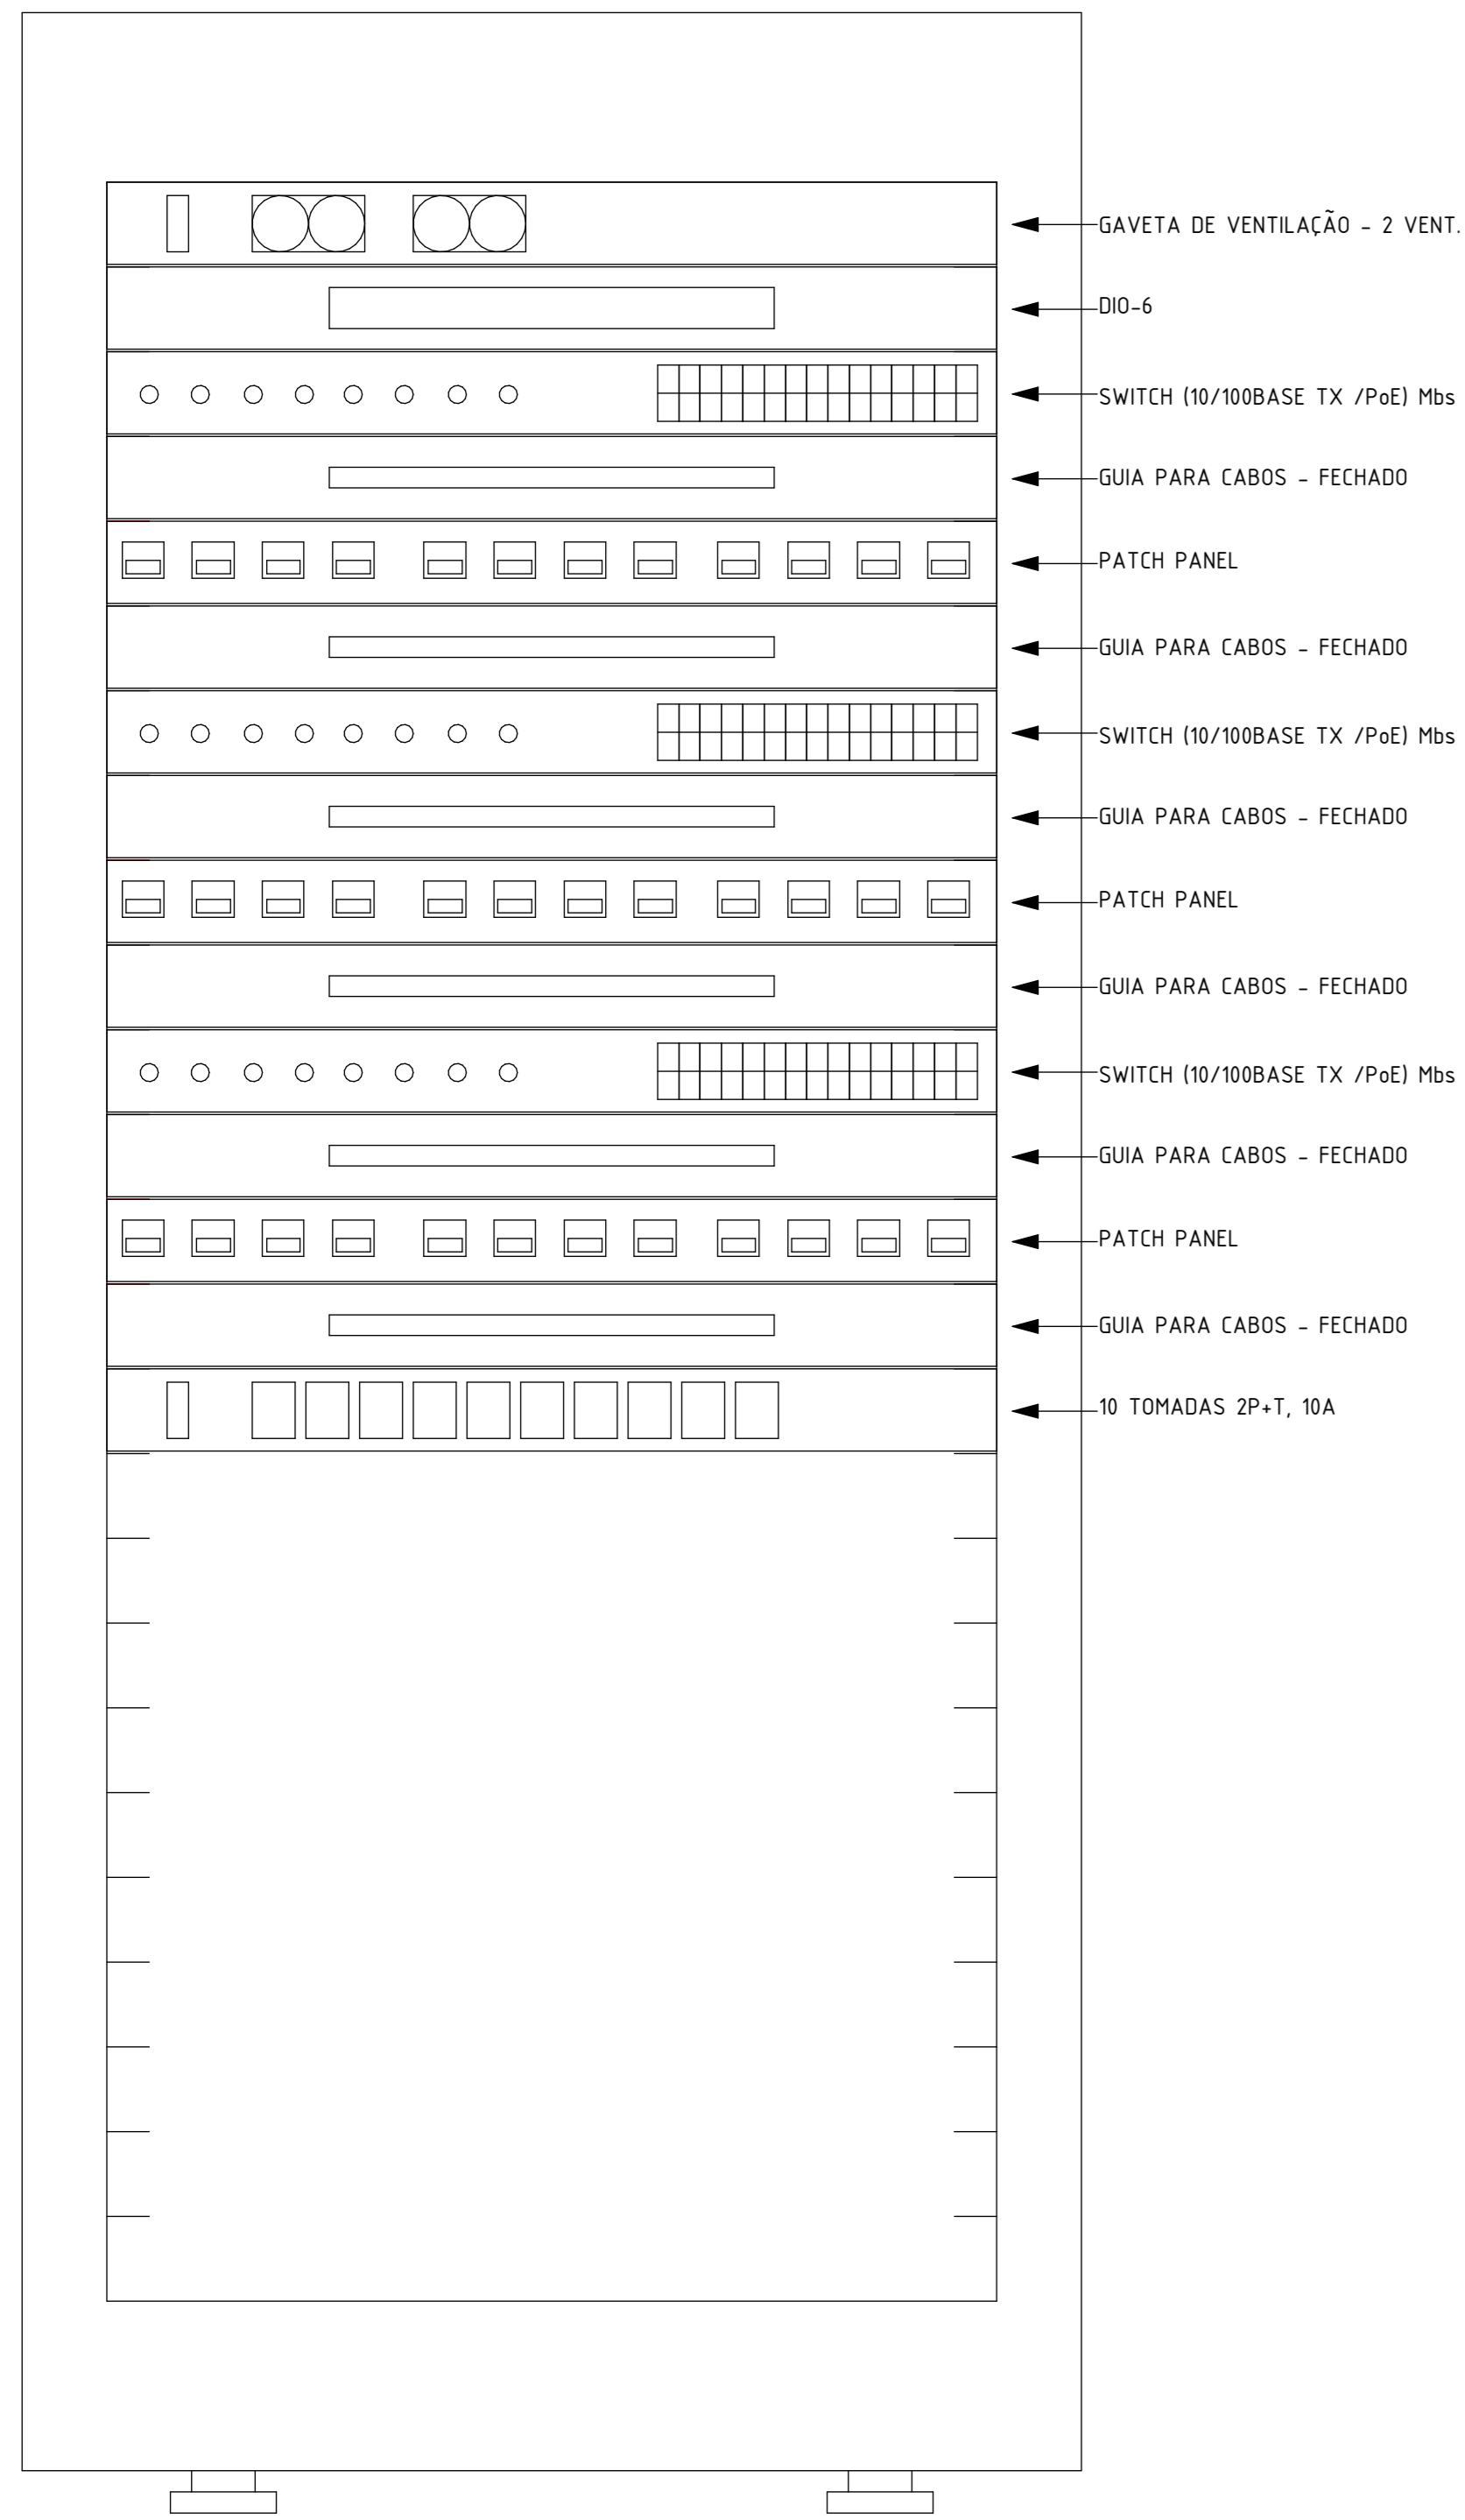 GAVETA DE VENTILAÇÃO - 2 VENT.
DIO-6
SWITCH (10/100BASE TX /PoE) Mbs
GUIA PARA CABOS - FECHADO
PATCH PANEL
GUIA PARA CABOS - FECHADO
SWITCH (10/100BASE TX /PoE) Mbs
GUIA PARA CABOS - FECHADO
PATCH PANEL
GUIA PARA CABOS - FECHADO
SWITCH (10/100BASE TX /PoE) Mbs
GUIA PARA CABOS - FECHADO
PATCH PANEL
GUIA PARA CABOS - FECHADO
10 TOMADAS 2P+T, 10A